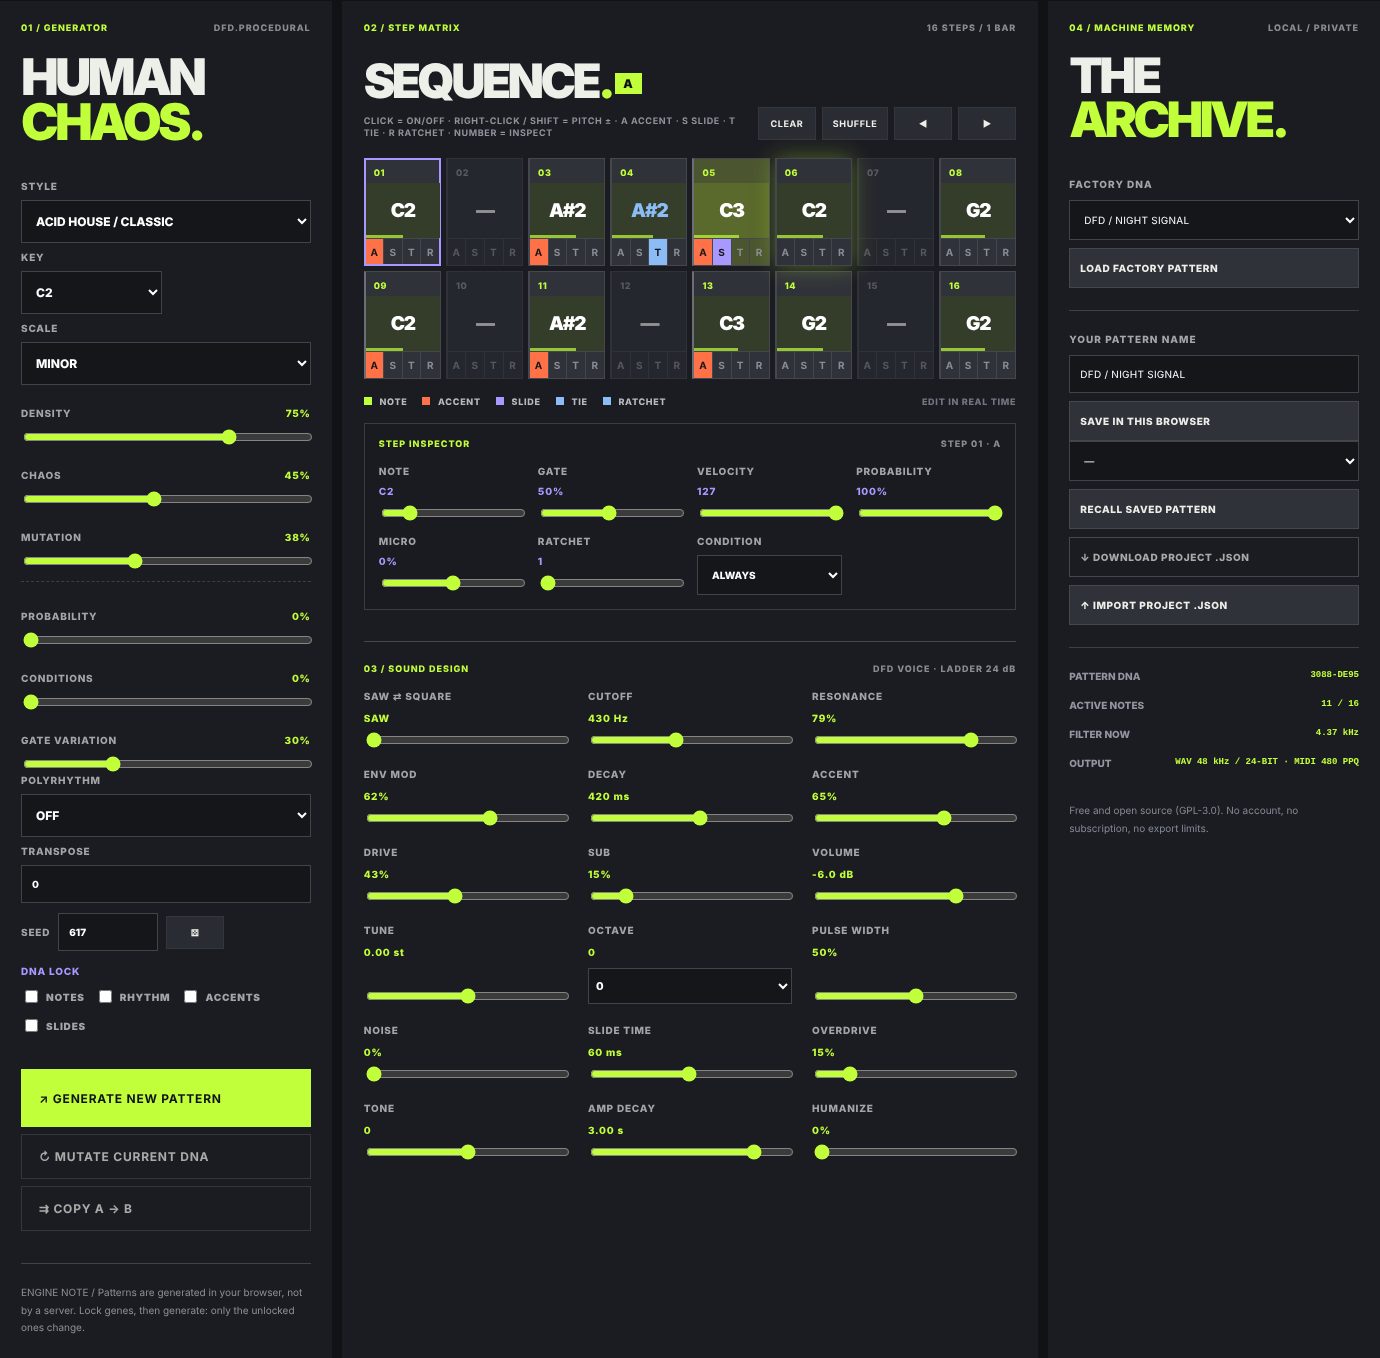 01 / GENERATOR
DFD.PROCEDURAL
HUMAN
CHAOS.
STYLE
ACID HOUSE / CLASSIC
KEY
C2
SCALE
MINOR
DENSITY 75%
CHAOS 45%
MUTATION 38%
PROBABILITY 0%
CONDITIONS 0%
GATE VARIATION 30%
POLYRHYTHM
OFF
TRANSPOSE
0
SEED 617
DNA LOCK
NOTES RHYTHM ACCENTS
SLIDES
↗ GENERATE NEW PATTERN
↻ MUTATE CURRENT DNA
⇉ COPY A → B
ENGINE NOTE / Patterns are generated in your browser, not
by a server. Lock genes, then generate: only the unlocked
ones change.
02 / STEP MATRIX
16 STEPS / 1 BAR
SEQUENCE. A
CLICK = ON/OFF · RIGHT-CLICK / SHIFT = PITCH ± · A ACCENT · S SLIDE · T
TIE · R RATCHET · NUMBER = INSPECT
CLEAR SHUFFLE ◀ ▶
01 02 03 04 05 06 07 08
C2 — A#2 A#2 C3 C2 — G2
A S T R A S T R A S T R A S T R A S T R A S T R A S T R A S T R
09 10 11 12 13 14 15 16
C2 — A#2 — C3 G2 — G2
A S T R A S T R A S T R A S T R A S T R A S T R A S T R A S T R
NOTE ACCENT SLIDE TIE RATCHET
EDIT IN REAL TIME
STEP INSPECTOR
STEP 01 · A
NOTE GATE VELOCITY PROBABILITY
C2 50% 127 100%
MICRO RATCHET CONDITION
0% 1 ALWAYS
03 / SOUND DESIGN
DFD VOICE · LADDER 24 dB
SAW ⇄ SQUARE CUTOFF RESONANCE
SAW 430 Hz 79%
ENV MOD DECAY ACCENT
62% 420 ms 65%
DRIVE SUB VOLUME
43% 15% -6.0 dB
TUNE OCTAVE PULSE WIDTH
0.00 st 0 50%
0
NOISE SLIDE TIME OVERDRIVE
0% 60 ms 15%
TONE AMP DECAY HUMANIZE
0 3.00 s 0%
04 / MACHINE MEMORY
LOCAL / PRIVATE
THE
ARCHIVE.
FACTORY DNA
DFD / NIGHT SIGNAL
LOAD FACTORY PATTERN
YOUR PATTERN NAME
DFD / NIGHT SIGNAL
SAVE IN THIS BROWSER
—
RECALL SAVED PATTERN
↓ DOWNLOAD PROJECT .JSON
↑ IMPORT PROJECT .JSON
PATTERN DNA 3088-DE95
ACTIVE NOTES 11 / 16
FILTER NOW 4.37 kHz
OUTPUT WAV 48 kHz / 24-BIT · MIDI 480 PPQ
Free and open source (GPL-3.0). No account, no
subscription, no export limits.